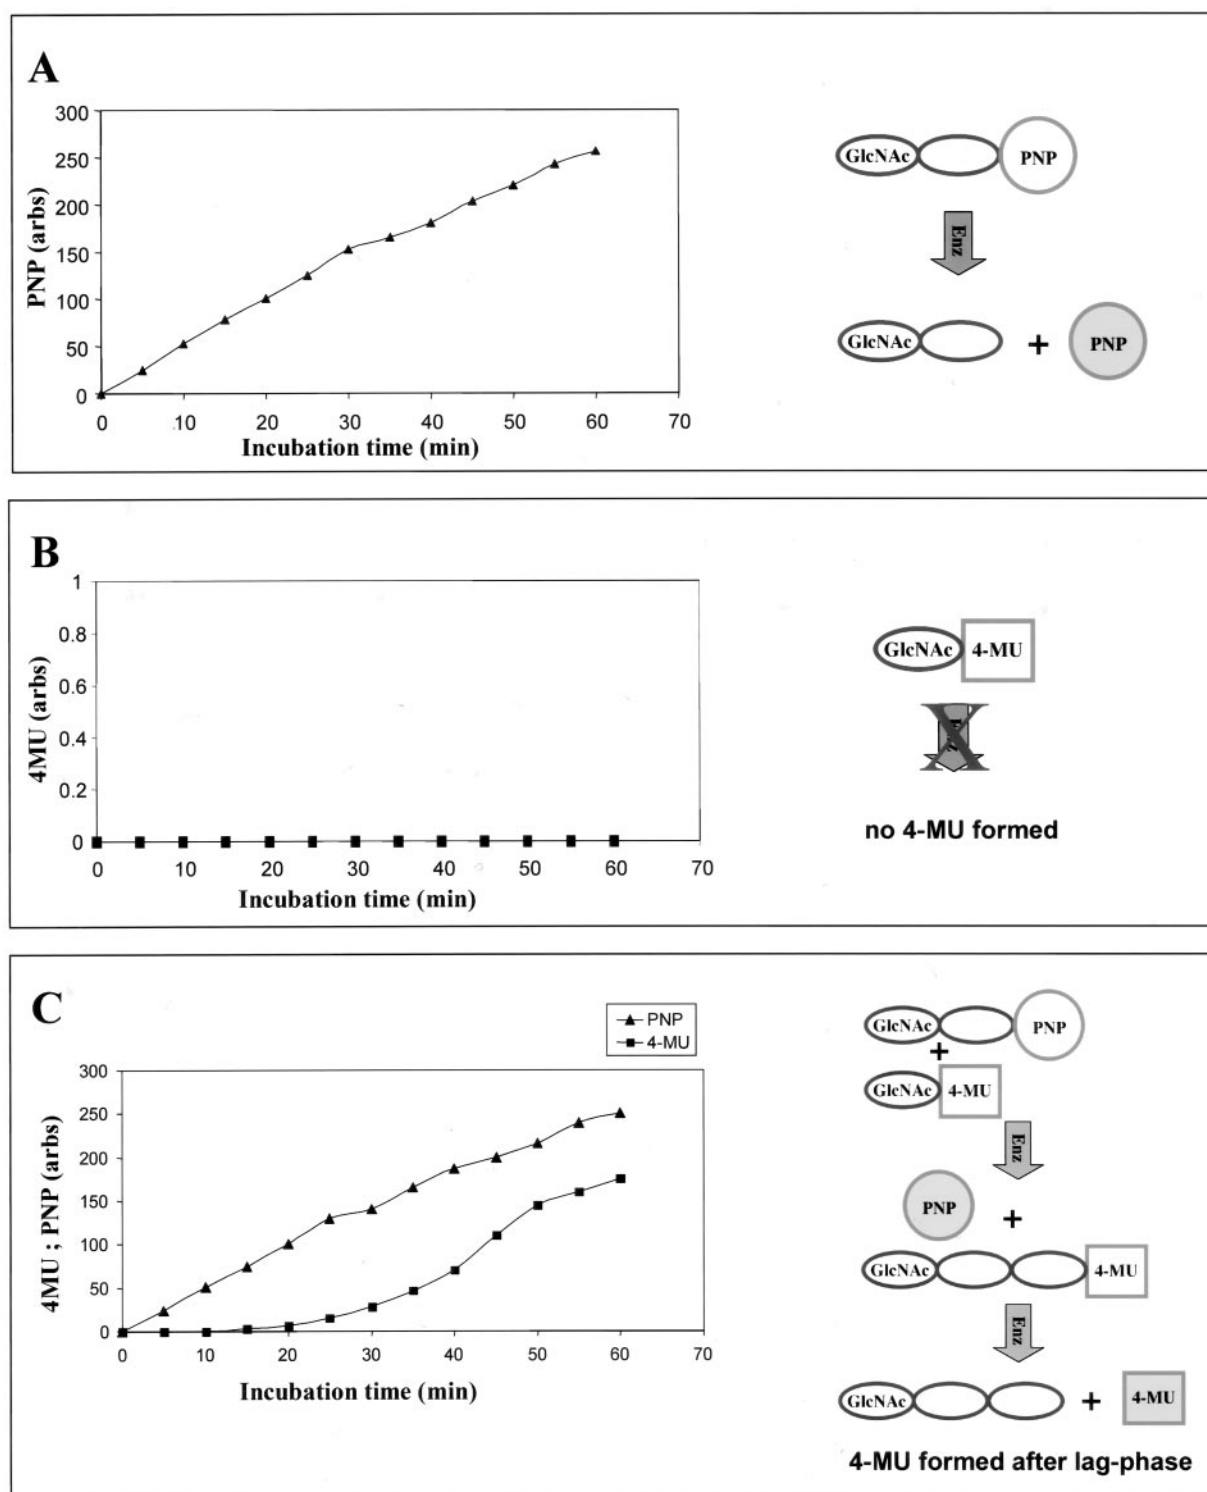 A
300
250
200
150
100
50
0
PNP (arbs)
0 10 20 30 40 50 60 70
Incubation time (min)
GlcNAc PNP
Enz
GlcNAc + PNP
B
1
0.8
0.6
0.4
0.2
0
4MU (arbs)
0 10 20 30 40 50 60 70
Incubation time (min)
GlcNAc 4-MU
X
no 4-MU formed
C
PNP
4-MU
300
250
200
150
100
50
0
4MU ; PNP (arbs)
0 10 20 30 40 50 60 70
Incubation time (min)
GlcNAc PNP
+
GlcNAc 4-MU
Enz
PNP +
GlcNAc 4-MU
Enz
GlcNAc + 4-MU
4-MU formed after lag-phase